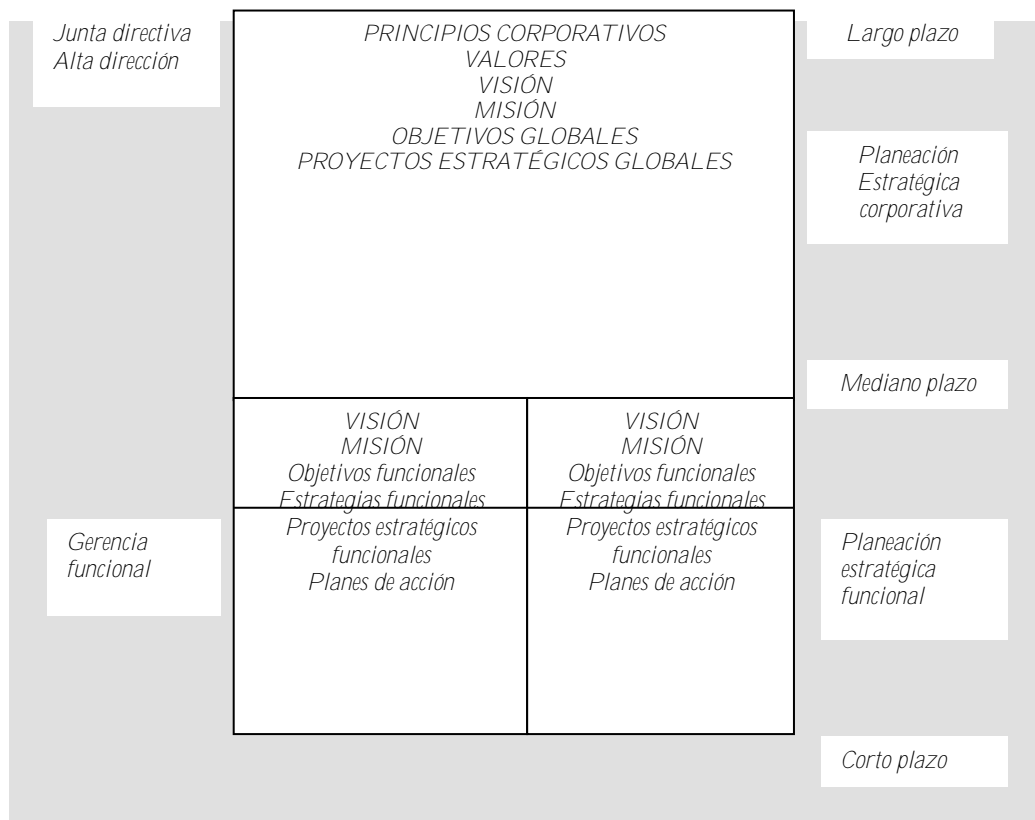 Junta directiva
Alta dirección
PRINCIPIOS CORPORATIVOS
VALORES
VISIÓN
MISIÓN
OBJETIVOS GLOBALES
PROYECTOS ESTRATÉGICOS GLOBALES
Largo plazo
Planeación
Estratégica
corporativa
Mediano plazo
VISIÓN
MISIÓN
Objetivos funcionales
Estrategias funcionales
Proyectos estratégicos
funcionales
Planes de acción
VISIÓN
MISIÓN
Objetivos funcionales
Estrategias funcionales
Proyectos estratégicos
funcionales
Planes de acción
Gerencia
funcional
Planeación
estratégica
funcional
Corto plazo